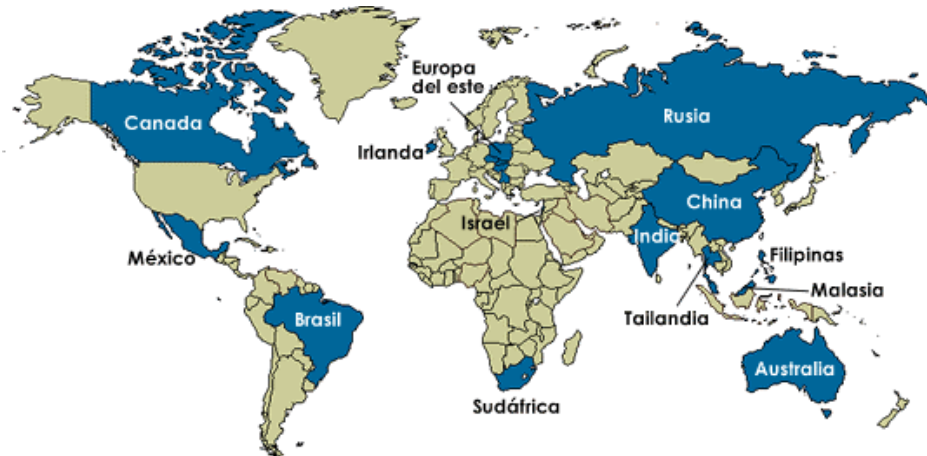 Europa
del este
Canada
Rusia
Irlanda
China
Israel
India
México
Filipinas
Malasia
Tailandia
Brasil
Australia
Sudáfrica